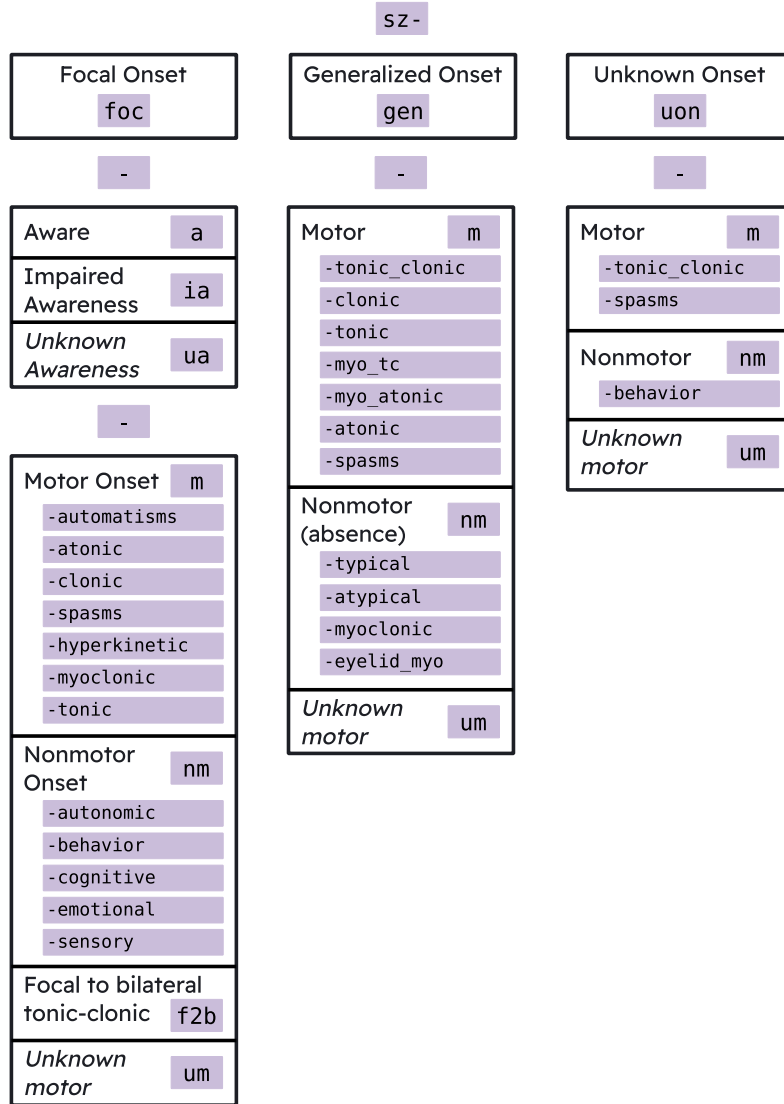 sz-
Focal Onset
foc
-
Aware a
Impaired
Awareness ia
Unknown
Awareness ua
-
Motor Onset m
-automatisms
-atonic
-clonic
-spasms
-hyperkinetic
-myoclonic
-tonic
Nonmotor
Onset nm
-autonomic
-behavior
-cognitive
-emotional
-sensory
Focal to bilateral
tonic-clonic f2b
Unknown
motor um
Generalized Onset
gen
-
Motor m
-tonic_clonic
-clonic
-tonic
-myo_tc
-myo_atonic
-atonic
-spasms
Nonmotor
(absence) nm
-typical
-atypical
-myoclonic
-eyelid_myo
Unknown
motor um
Unknown Onset
uon
-
Motor m
-tonic_clonic
-spasms
Nonmotor nm
-behavior
Unknown
motor um